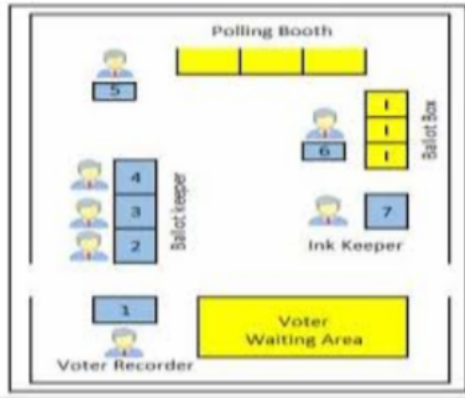 Polling Booth
5
I
I
I
Ballot Box
6
4
3
2
Ballot keeper
7
Ink Keeper
1
Voter
Waiting Area
Voter Recorder